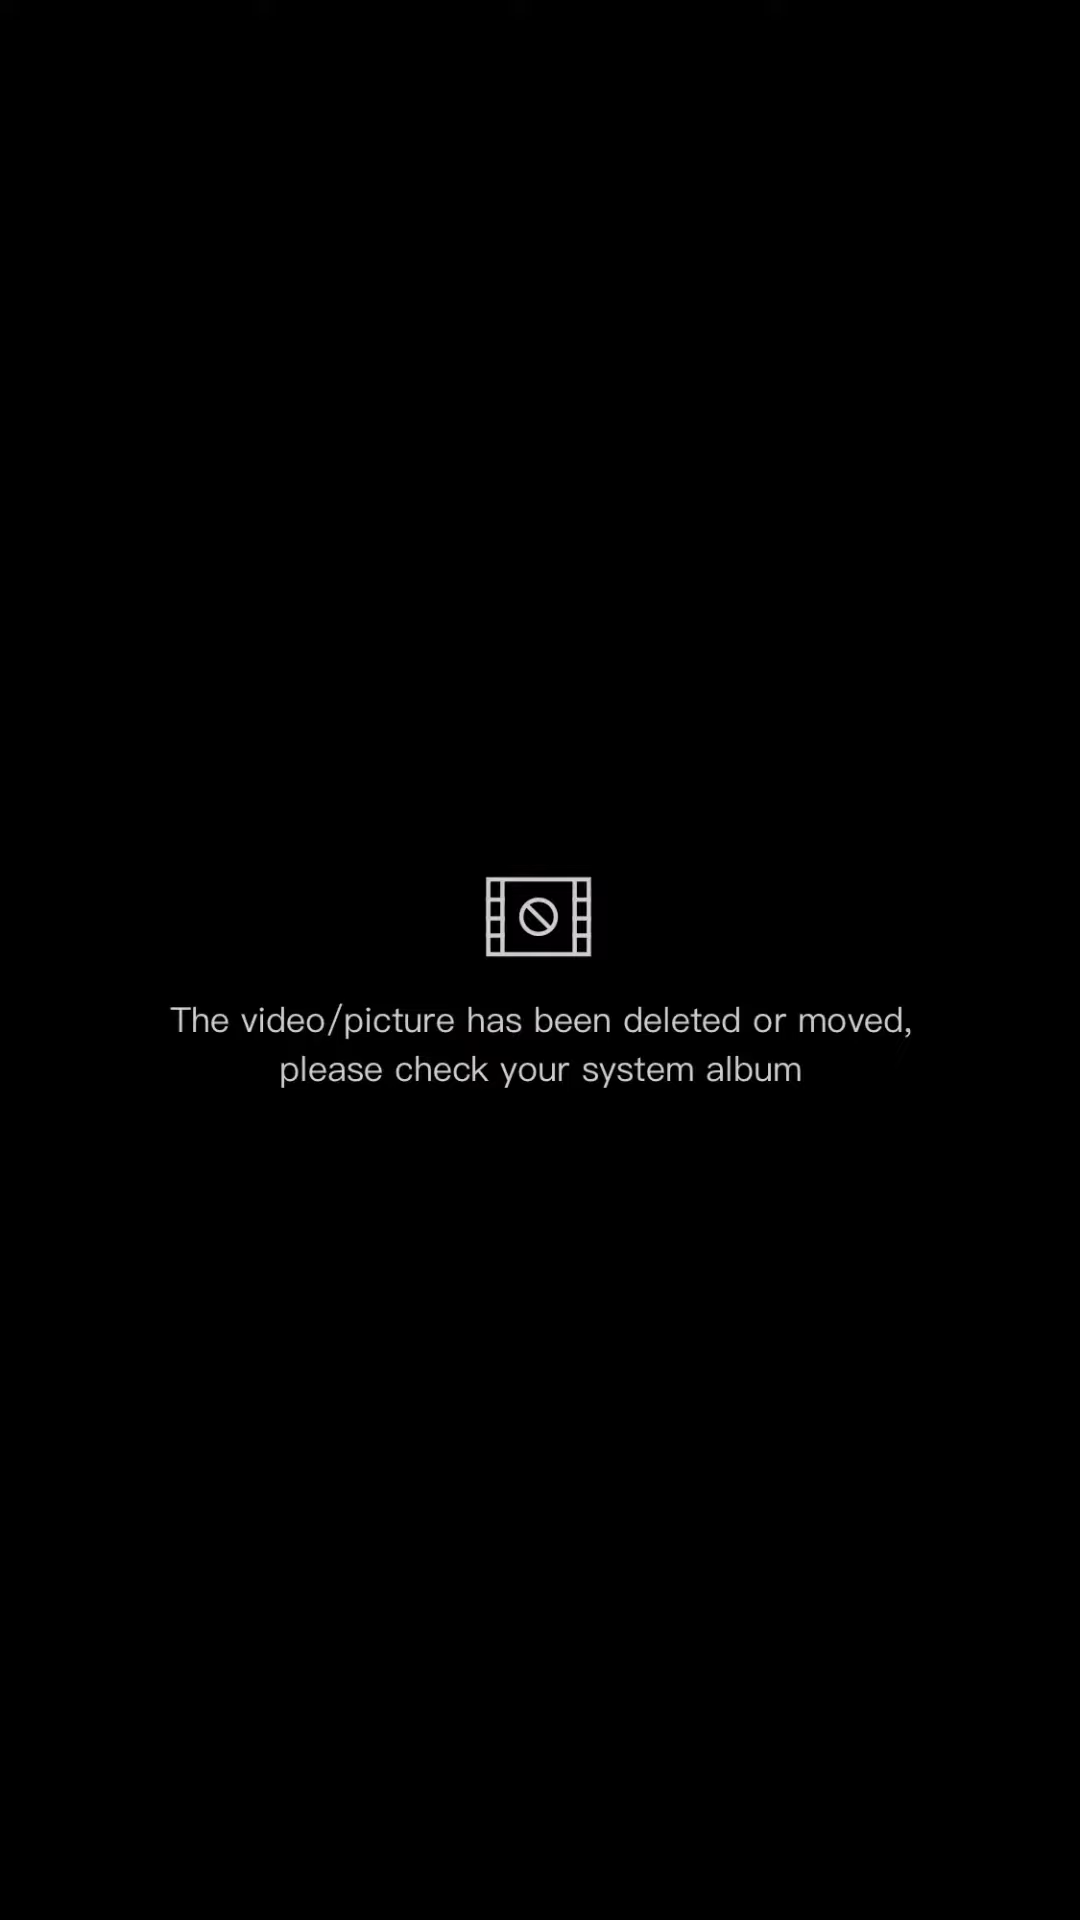 The video/picture has been deleted or moved,
please check your system album